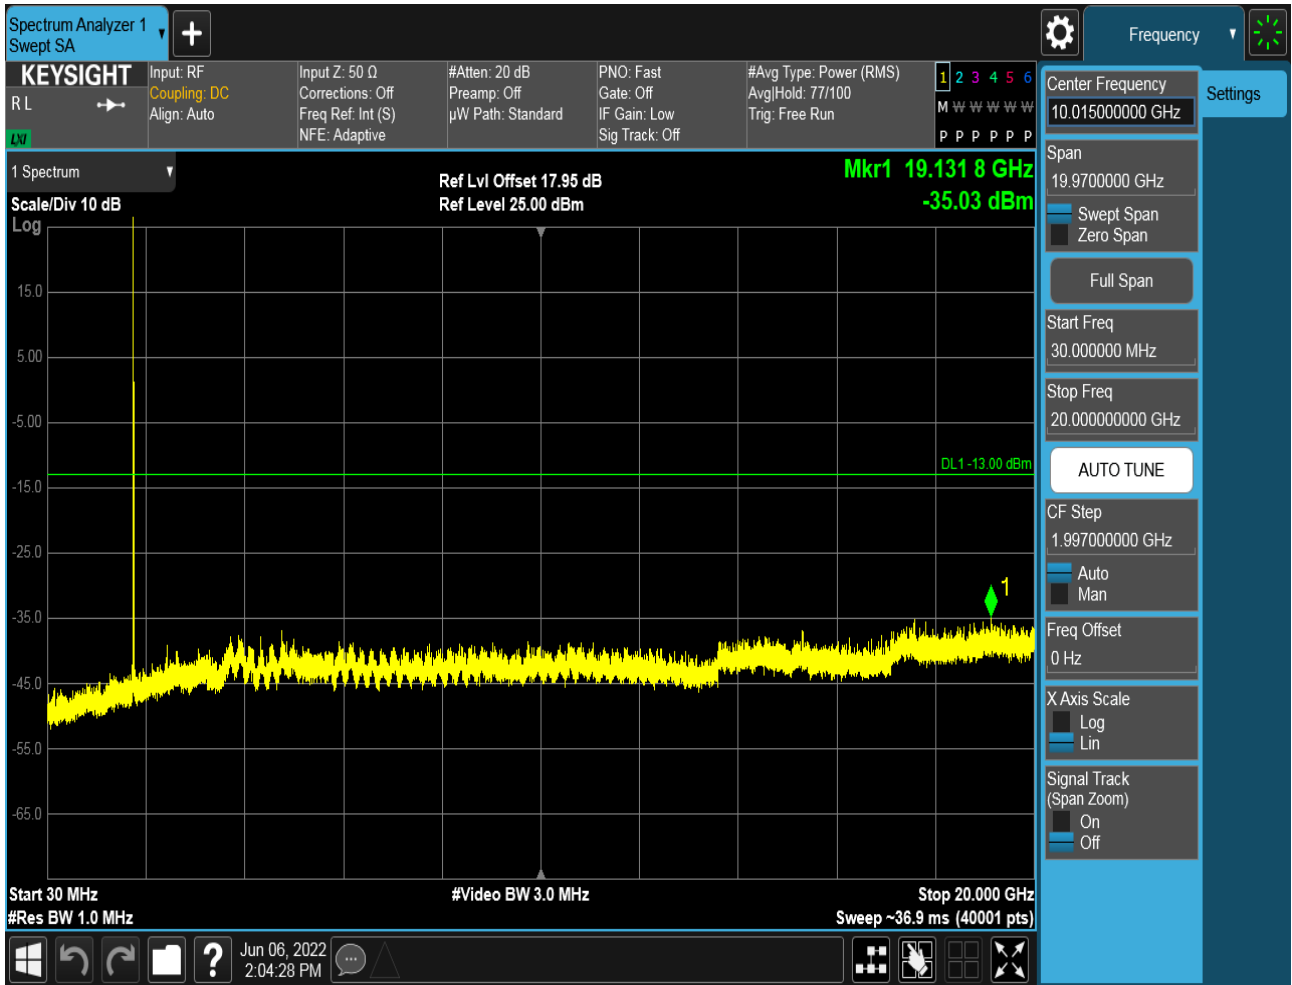 Spectrum Analyzer 1
Swept SA
Frequency
KEYSIGHT
R L
LXI
Input: RF
Coupling: DC
Align: Auto
Input Z: 50 Ω
Corrections: Off
Freq Ref: Int (S)
NFE: Adaptive
#Atten: 20 dB
Preamp: Off
µW Path: Standard
PNO: Fast
Gate: Off
IF Gain: Low
Sig Track: Off
#Avg Type: Power (RMS)
Avg|Hold: 77/100
Trig: Free Run
1 2 3 4 5 6
M W W W W W
P P P P P P
1 Spectrum
Scale/Div 10 dB
Log
Ref Lvl Offset 17.95 dB
Ref Level 25.00 dBm
Mkr1 19.131 8 GHz
-35.03 dBm
15.0
5.00
-5.00
-15.0
-25.0
-35.0
-45.0
-55.0
-65.0
DL1 -13.00 dBm
1
Start 30 MHz
#Res BW 1.0 MHz
#Video BW 3.0 MHz
Stop 20.000 GHz
Sweep ~36.9 ms (40001 pts)
Jun 06, 2022
2:04:28 PM
Center Frequency
10.015000000 GHz
Settings
Span
19.9700000 GHz
Swept Span
Zero Span
Full Span
Start Freq
30.000000 MHz
Stop Freq
20.000000000 GHz
AUTO TUNE
CF Step
1.997000000 GHz
Auto
Man
Freq Offset
0 Hz
X Axis Scale
Log
Lin
Signal Track
(Span Zoom)
On
Off